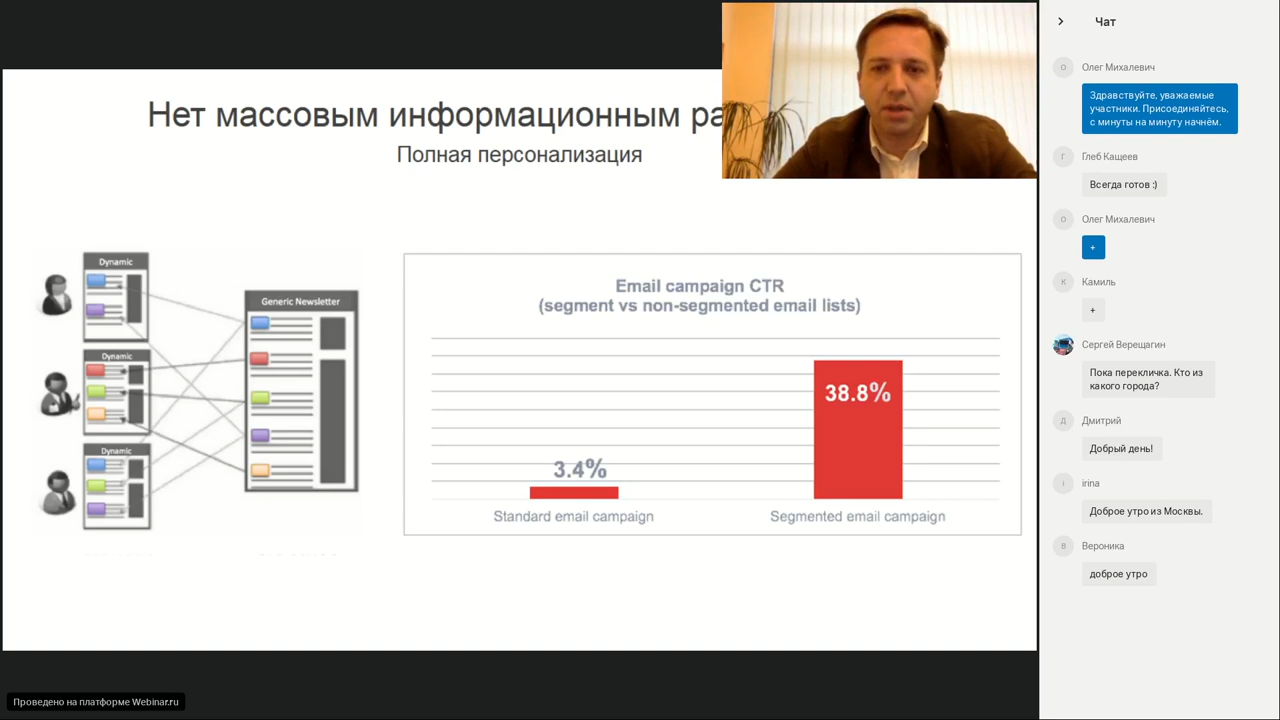 Нет массовым информационным
Полная персонализация
Dynamic
Dynamic
Dynamic
Generic Newsletter
Email campaign CTR
(segment vs non-segmented email lists)
3.4%
38.8%
Standard email campaign
Segmented email campaign
Проведено на платформе Webinar.ru
Чат
О
Олег Михалевич
Здравствуйте, уважаемые
участники. Присоединяйтесь,
с минуты на минуту начнём.
Г
Глеб Кащеев
Всегда готов :)
О
Олег Михалевич
+
К
Камиль
+
Сергей Верещагин
Пока перекличка. Кто из
какого города?
Д
Дмитрий
Добрый день!
i
irina
Доброе утро из Москвы.
В
Вероника
доброе утро